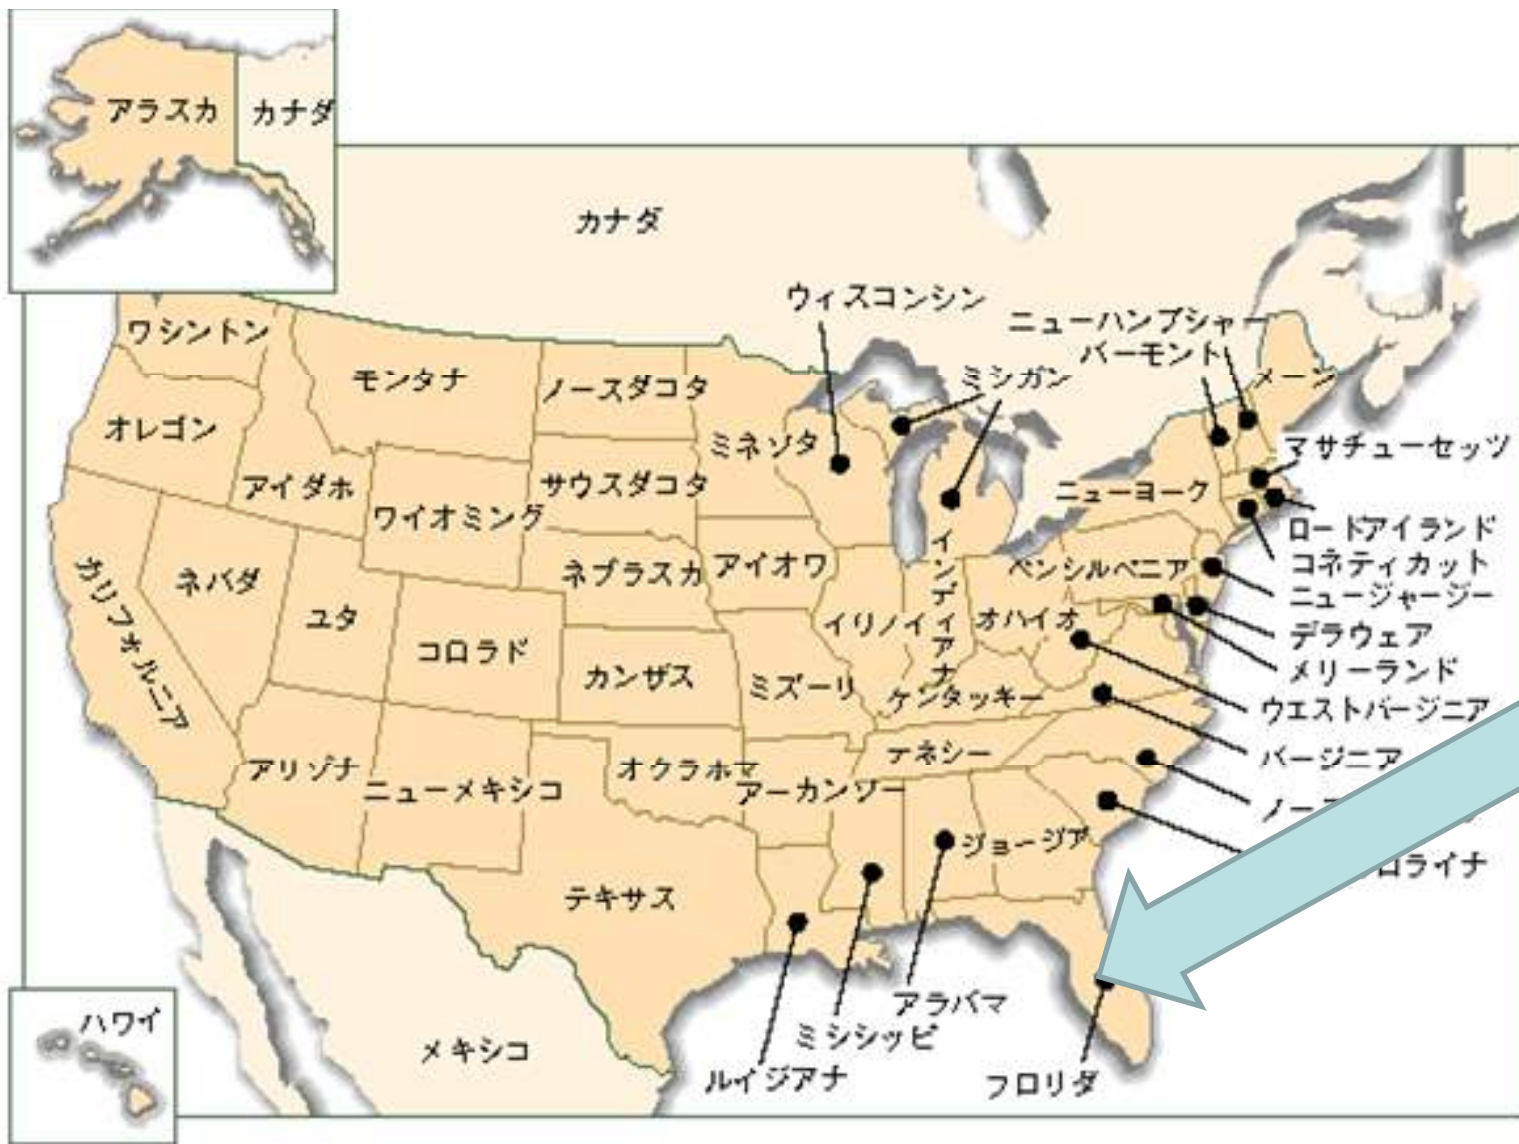 アラスカ
カナダ
カナダ
ワシントン
オレゴン
カリフォルニア
ネバダ
アイダホ
モンタナ
ワイオミング
ユタ
コロラド
アリゾナ
ニューメキシコ
ノースダコタ
サウスダコタ
ネブラスカ
カンザス
オクラホマ
テキサス
ミネソタ
アイオワ
ミズーリ
アーカンソー
ルイジアナ
ウィスコンシン
イリノイ
ミシガン
インディアナ
オハイオ
ケンタッキー
テネシー
ミシシッピ
アラバマ
ジョージア
フロリダ
ニューハンプシャー
バーモント
メーン
マサチューセッツ
ニューヨーク
ロードアイランド
コネティカット
ペンシルベニア
ニュージャージー
デラウェア
メリーランド
ウエストバージニア
バージニア
ノース
ロライナ
メキシコ
ハワイ